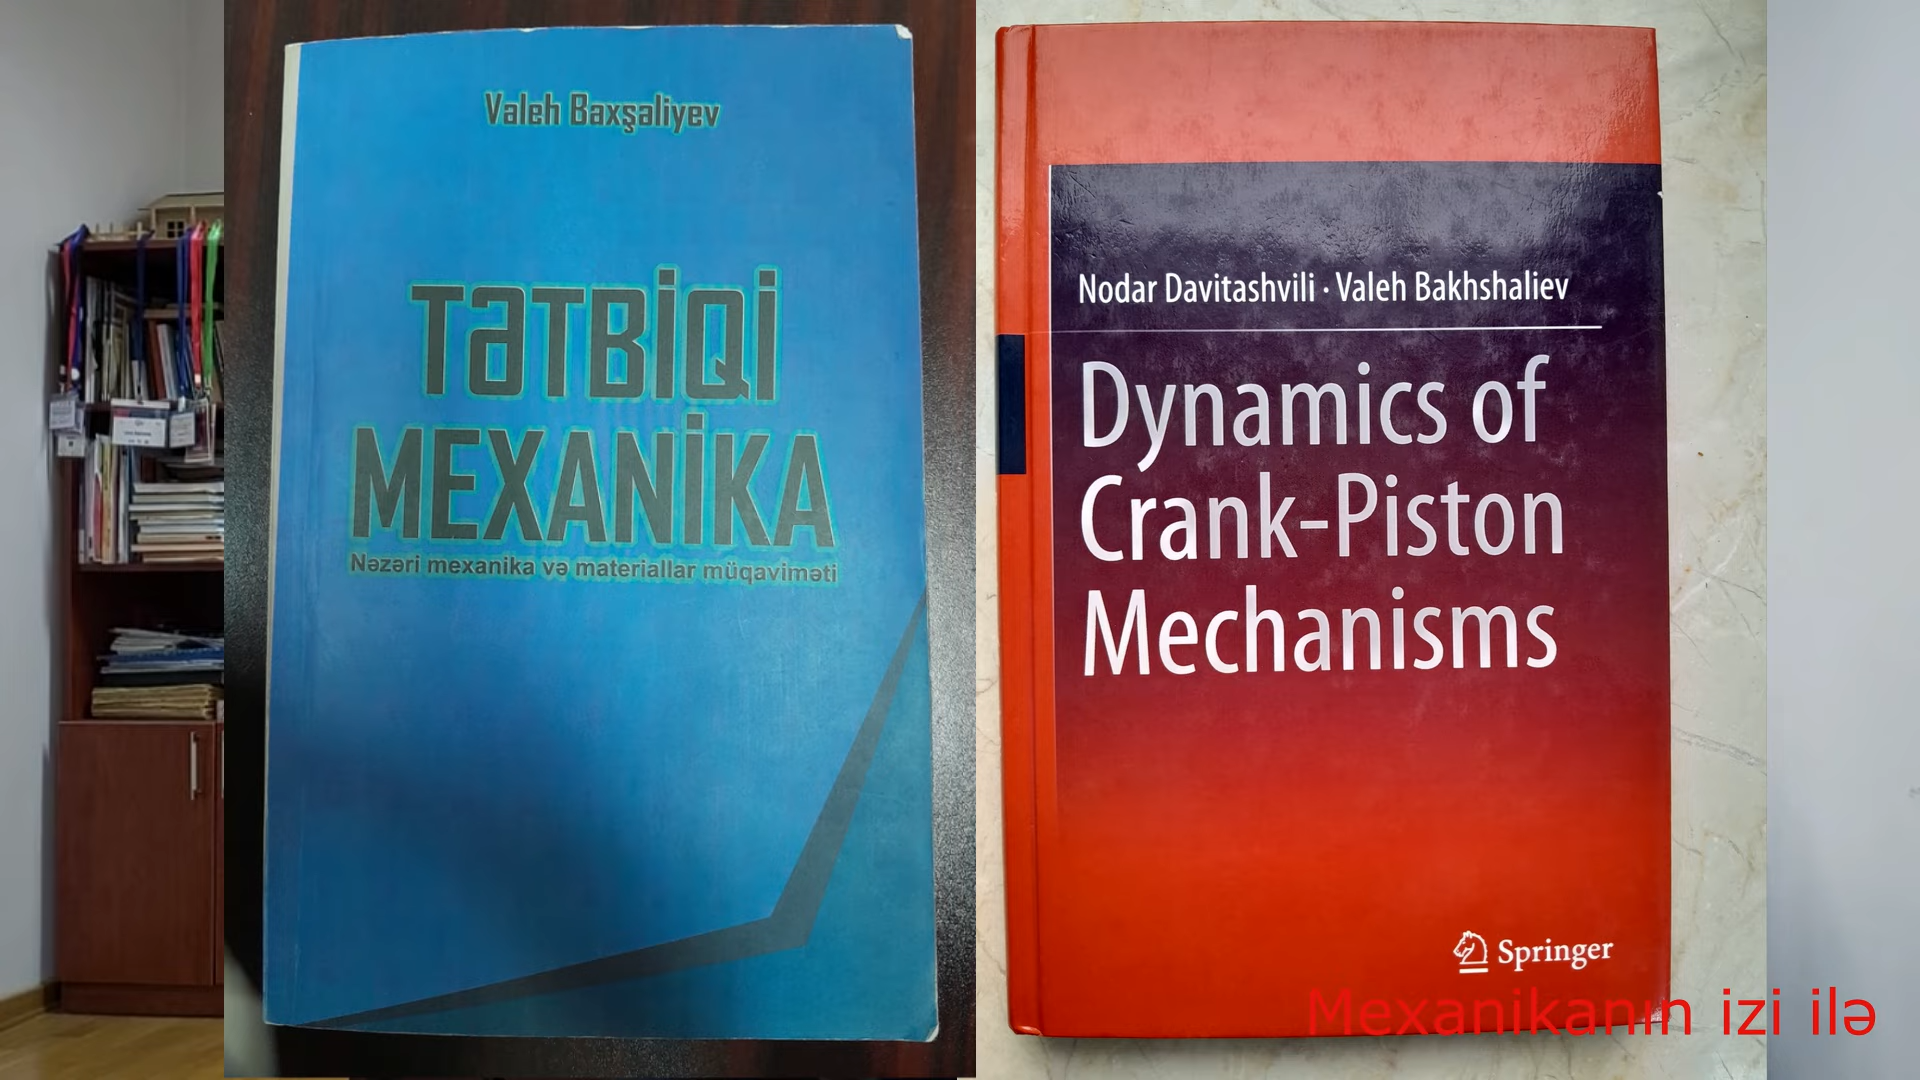 Valeh Baxşaliyev
TƏTBİQİ
MEXANİKA
Nəzəri mexanika və materiallar müqaviməti
Nodar Davitashvili · Valeh Bakhshaliev
Dynamics of
Crank-Piston
Mechanisms
Springer
Mexanikanın izi ilə